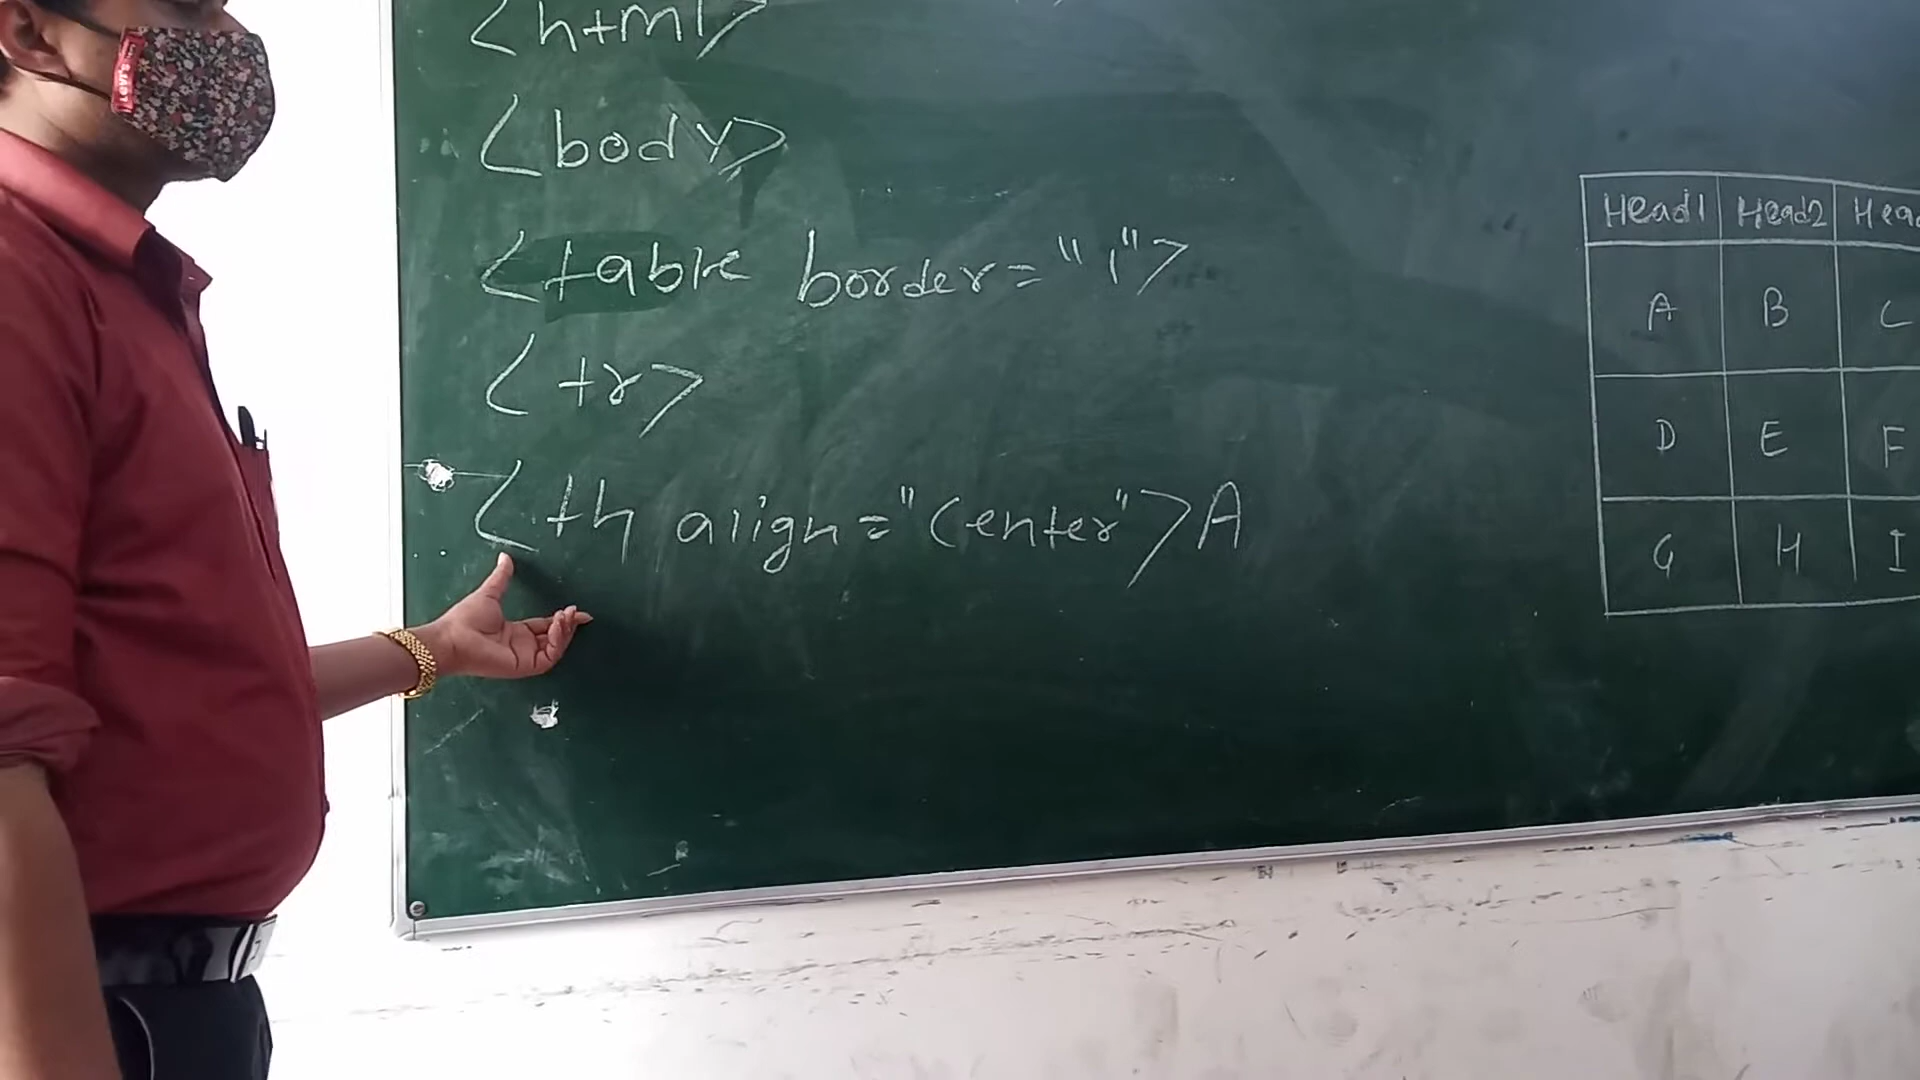 <html>
<body>
<table border="1">
<tr>
<th align="center">A
Head1 Head2 Head
A B C
D E F
G H I